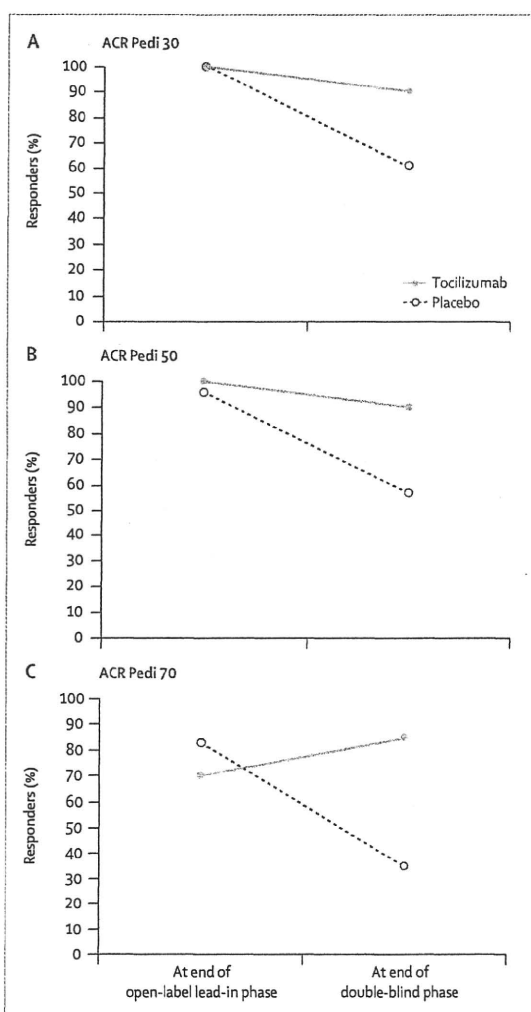 A ACR Pedi 30
Responders (%)
100
90
80
70
60
50
40
30
20
10
0
Tocilizumab
Placebo
B ACR Pedi 50
Responders (%)
100
90
80
70
60
50
40
30
20
10
0
C ACR Pedi 70
Responders (%)
100
90
80
70
60
50
40
30
20
10
0
At end of
open-label lead-in phase
At end of
double-blind phase